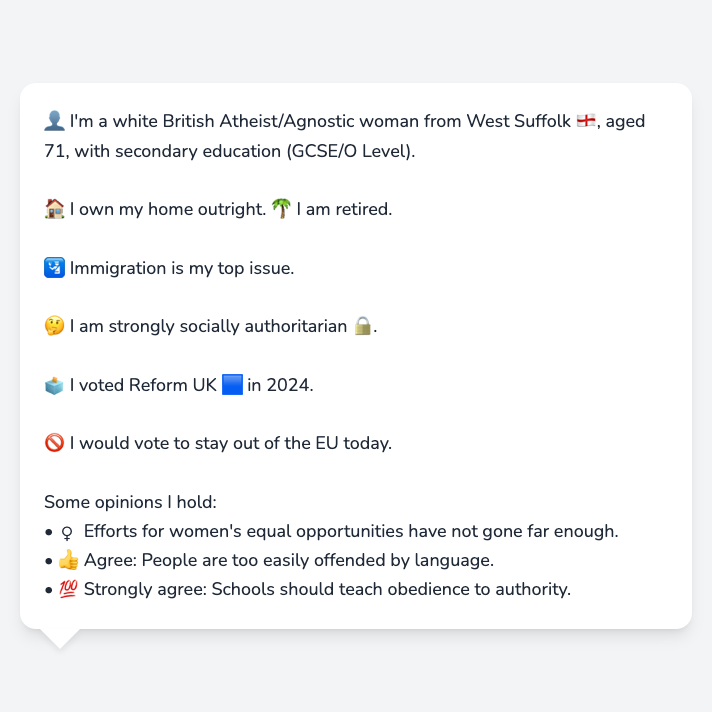 👤 I'm a white British Atheist/Agnostic woman from West Suffolk 🏴󠁧󠁢󠁥󠁮󠁧󠁿, aged
71, with secondary education (GCSE/O Level).
🏠 I own my home outright. 🌴 I am retired.
🛂 Immigration is my top issue.
🤔 I am strongly socially authoritarian 🔒.
🗳️ I voted Reform UK 🟦 in 2024.
🚫 I would vote to stay out of the EU today.
Some opinions I hold:
• ♀ Efforts for women's equal opportunities have not gone far enough.
• 👍 Agree: People are too easily offended by language.
• 💯 Strongly agree: Schools should teach obedience to authority.